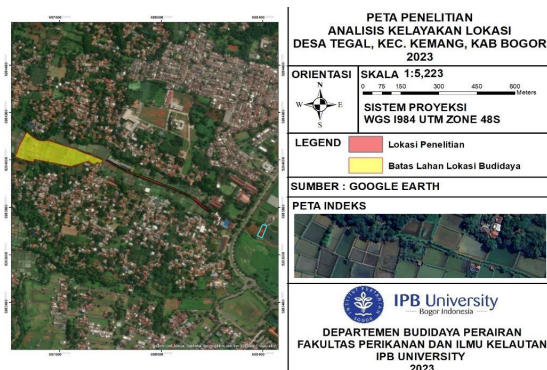 PETA PENELITIAN
ANALISIS KELAYAKAN LOKASI
DESA TEGAL, KEC. KEMANG, KAB BOGOR
2023
ORIENTASI
N
W E
S
SKALA 1:5,223
0 75 150 300 450 600
Meters
SISTEM PROYEKSI
WGS I984 UTM ZONE 48S
LEGEND
Lokasi Penelitian
Batas Lahan Lokasi Budidaya
SUMBER : GOOGLE EARTH
PETA INDEKS
IPB University
Bogor Indonesia
DEPARTEMEN BUDIDAYA PERAIRAN
FAKULTAS PERIKANAN DAN ILMU KELAUTAN
IPB UNIVERSITY
2023